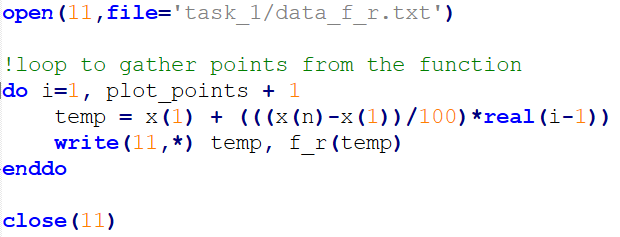 open(11,file='task_1/data_f_r.txt')
!loop to gather points from the function
do i=1, plot_points + 1
temp = x(1) + (((x(n)-x(1))/100)*real(i-1))
write(11,*) temp, f_r(temp)
enddo
close(11)